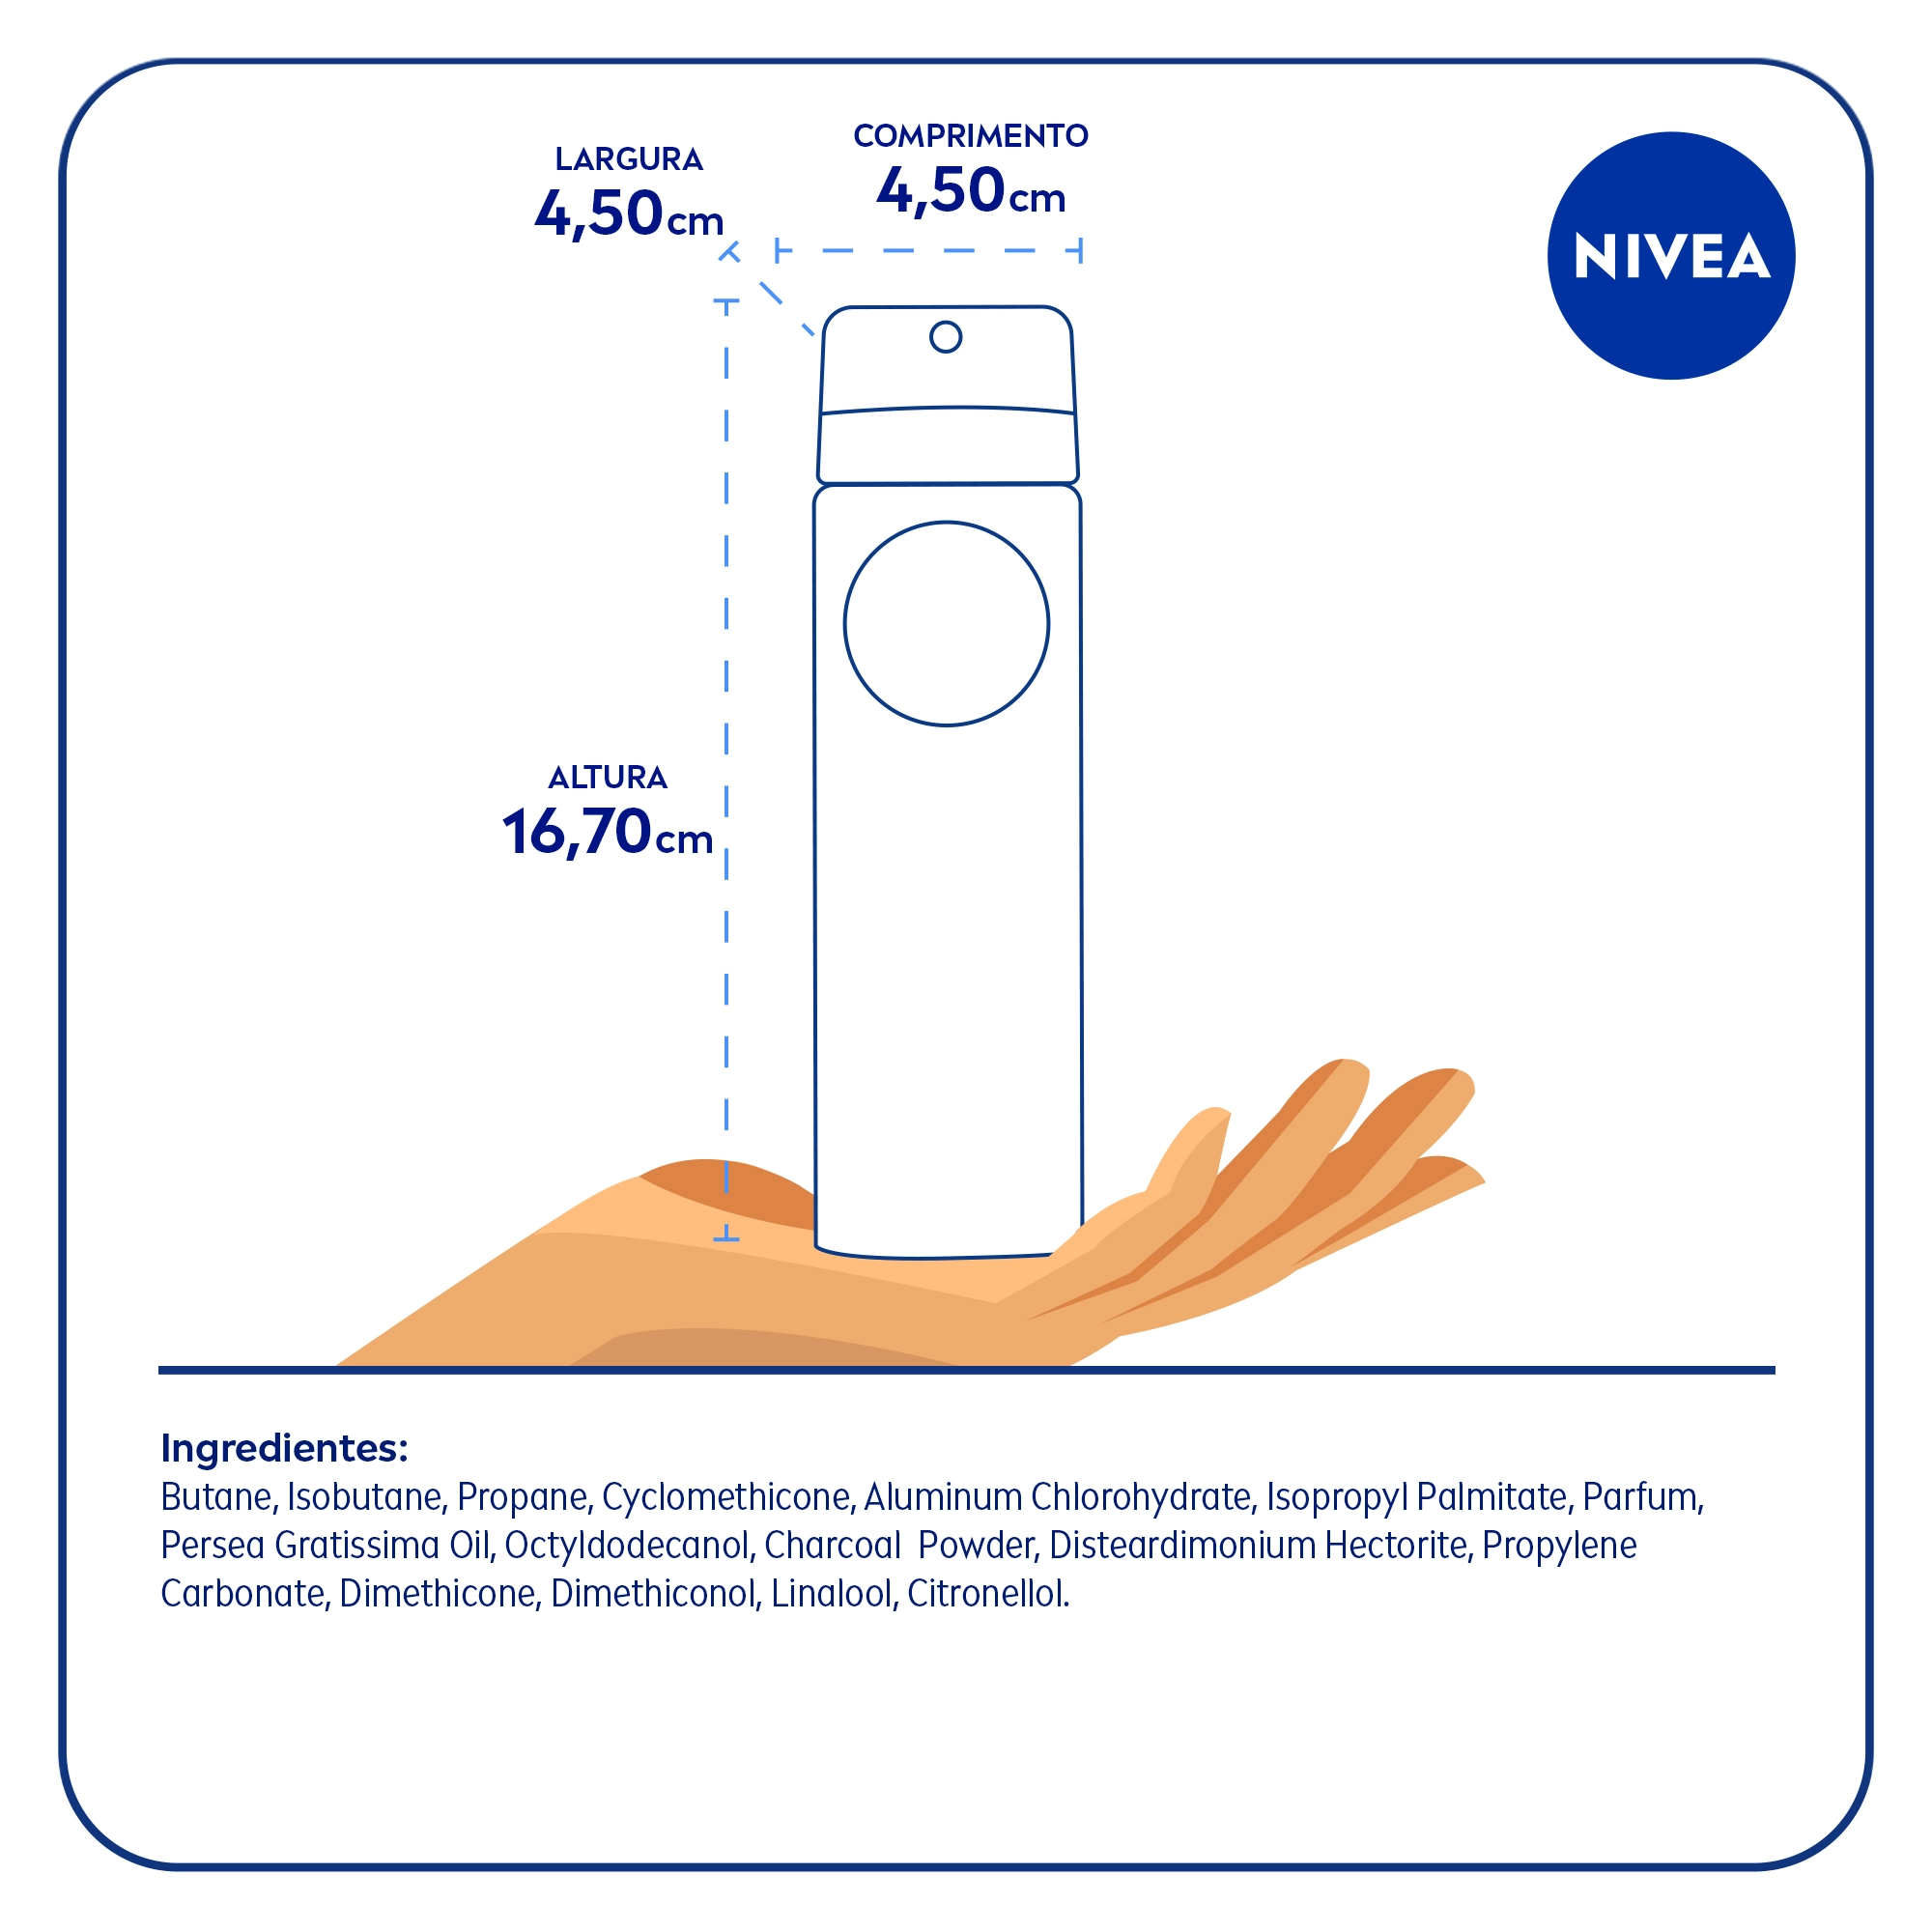 LARGURA
4,50cm
COMPRIMENTO
4,50cm
NIVEA
ALTURA
16,70cm
Ingredientes:
Butane, Isobutane, Propane, Cyclomethicone, Aluminum Chlorohydrate, Isopropyl Palmitate, Parfum,
Persea Gratissima Oil, Octyldodecanol, Charcoal  Powder, Disteardimonium Hectorite, Propylene
Carbonate, Dimethicone, Dimethiconol, Linalool, Citronellol.